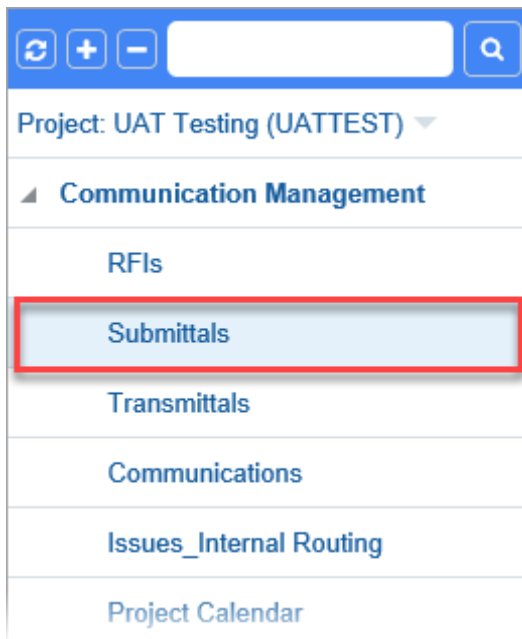 Project: UAT Testing (UATTEST)
Communication Management
RFIs
Submittals
Transmittals
Communications
Issues_Internal Routing
Project Calendar